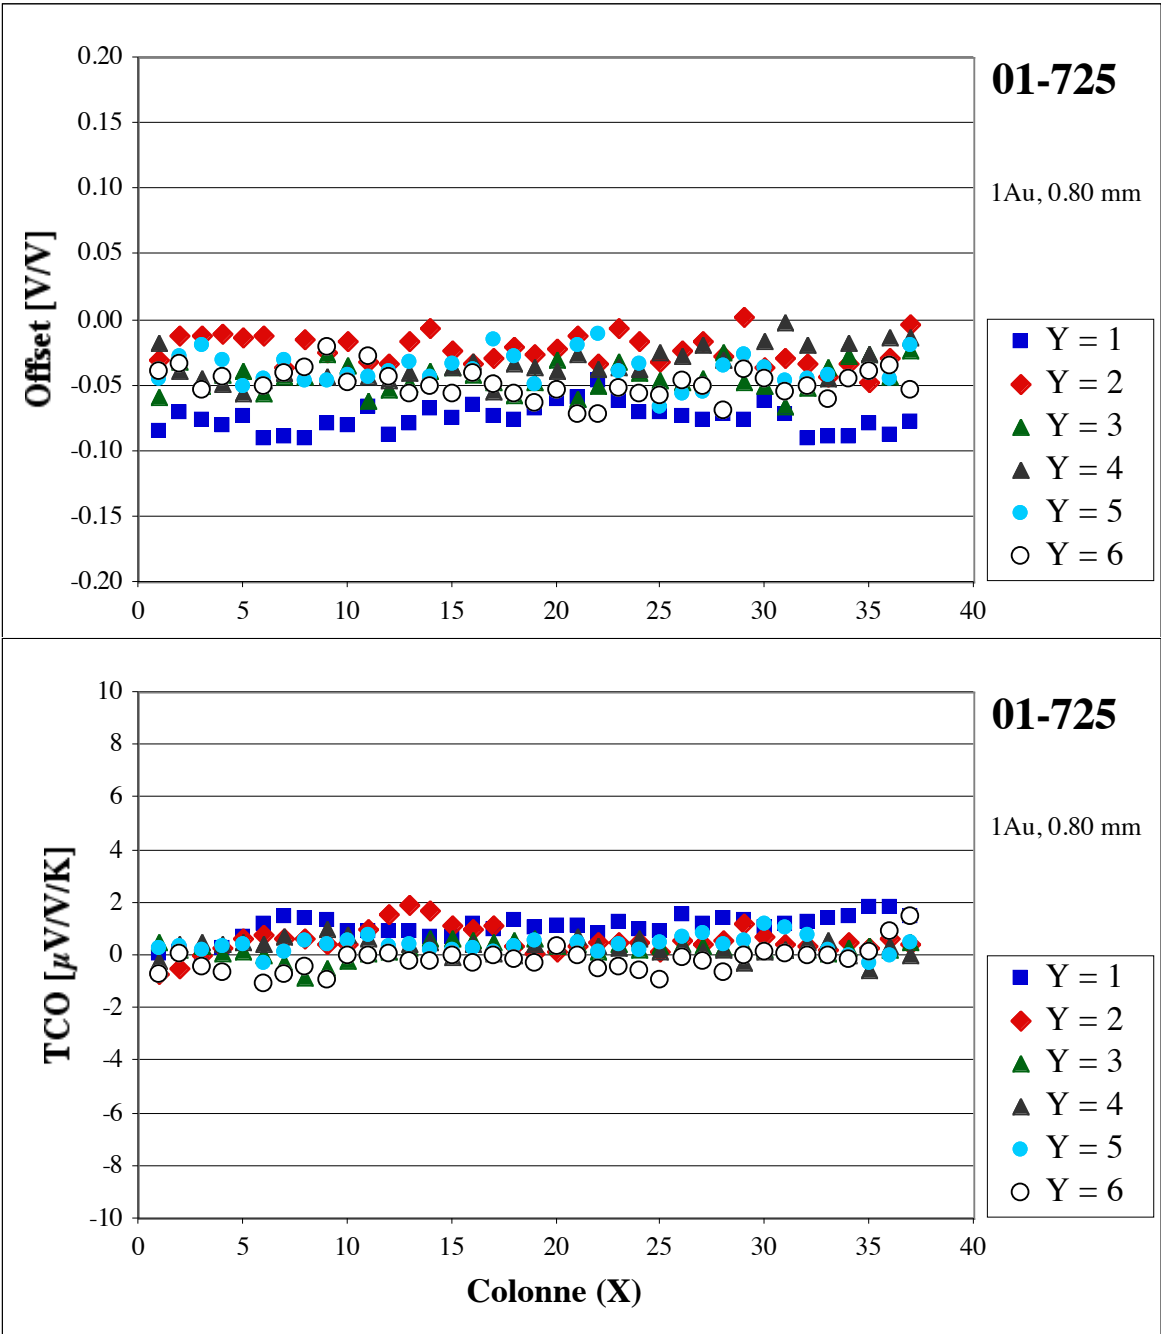 0.20
0.15
0.10
0.05
0.00
-0.05
-0.10
-0.15
-0.20
0 5 10 15 20 25 30 35 40
Offset [V/V]
01-725
1Au, 0.80 mm
Y = 1
Y = 2
Y = 3
Y = 4
Y = 5
Y = 6
10
8
6
4
2
0
-2
-4
-6
-8
-10
0 5 10 15 20 25 30 35 40
TCO [µV/V/K]
Colonne (X)
01-725
1Au, 0.80 mm
Y = 1
Y = 2
Y = 3
Y = 4
Y = 5
Y = 6